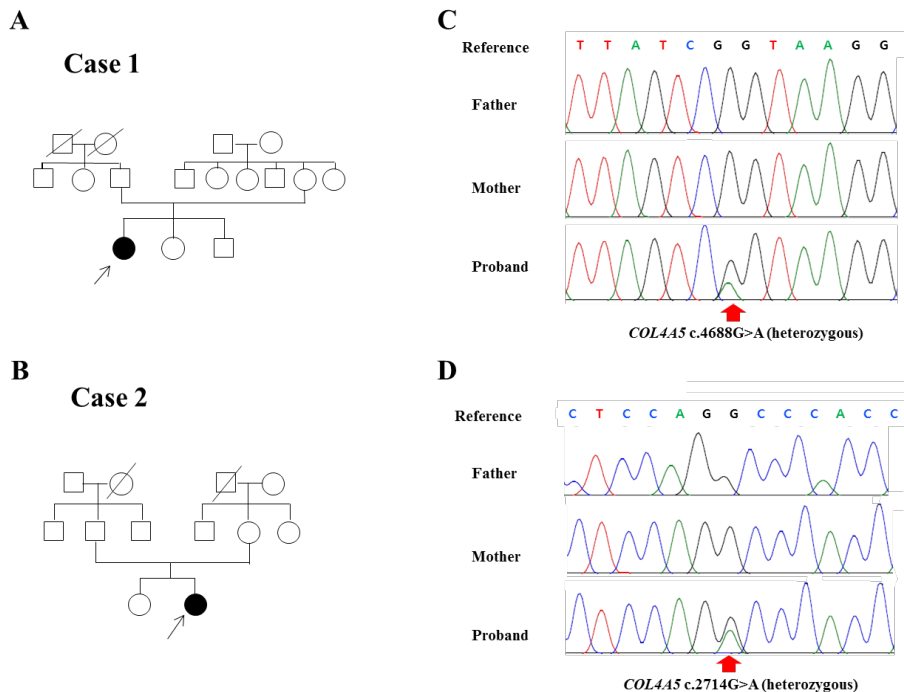 A
Case 1
B
Case 2
C
Reference T T A T C G G T A A G G
Father
Mother
Proband
COL4A5 c.4688G>A (heterozygous)
D
Reference C T C C A G G C C C A C C
Father
Mother
Proband
COL4A5 c.2714G>A (heterozygous)